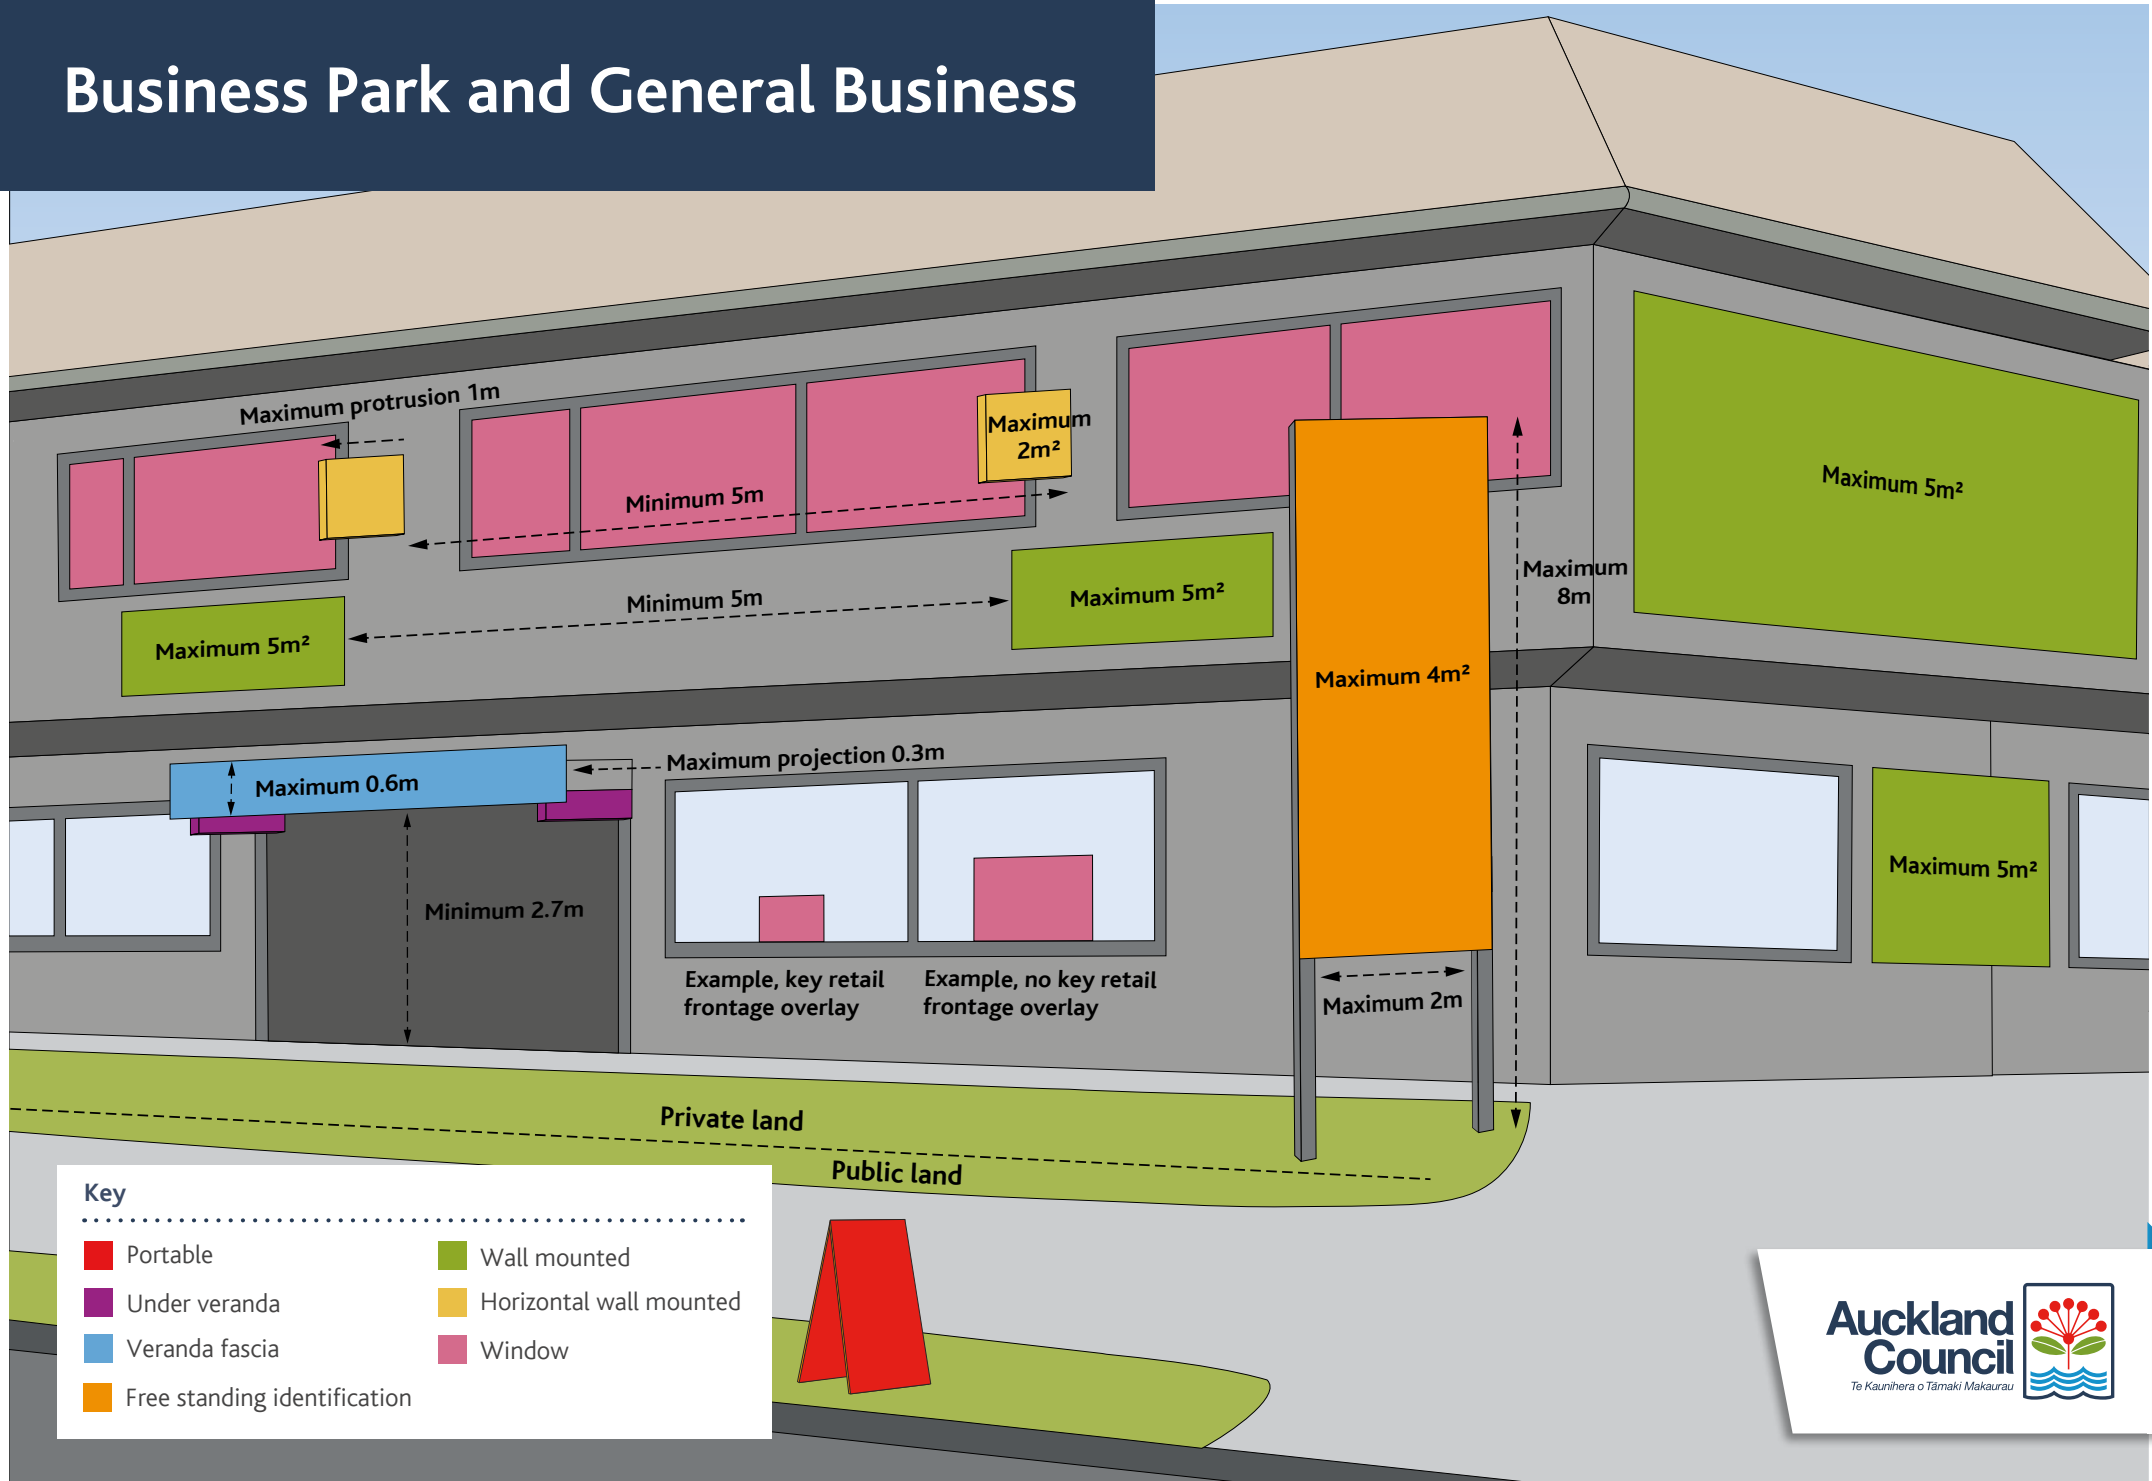 Business Park and General Business
Maximum protrusion 1m
Maximum
2m²
Minimum 5m
Maximum 5m²
Minimum 5m
Maximum 5m²
Maximum
8m
Maximum 5m²
Maximum 4m²
Maximum projection 0.3m
Maximum 0.6m
Maximum 5m²
Minimum 2.7m
Example, key retail
frontage overlay
Example, no key retail
frontage overlay
Maximum 2m
Private land
Public land
Key
Portable
Under veranda
Veranda fascia
Free standing identification
Wall mounted
Horizontal wall mounted
Window
Auckland
Council
Te Kaunihera o Tāmaki Makaurau